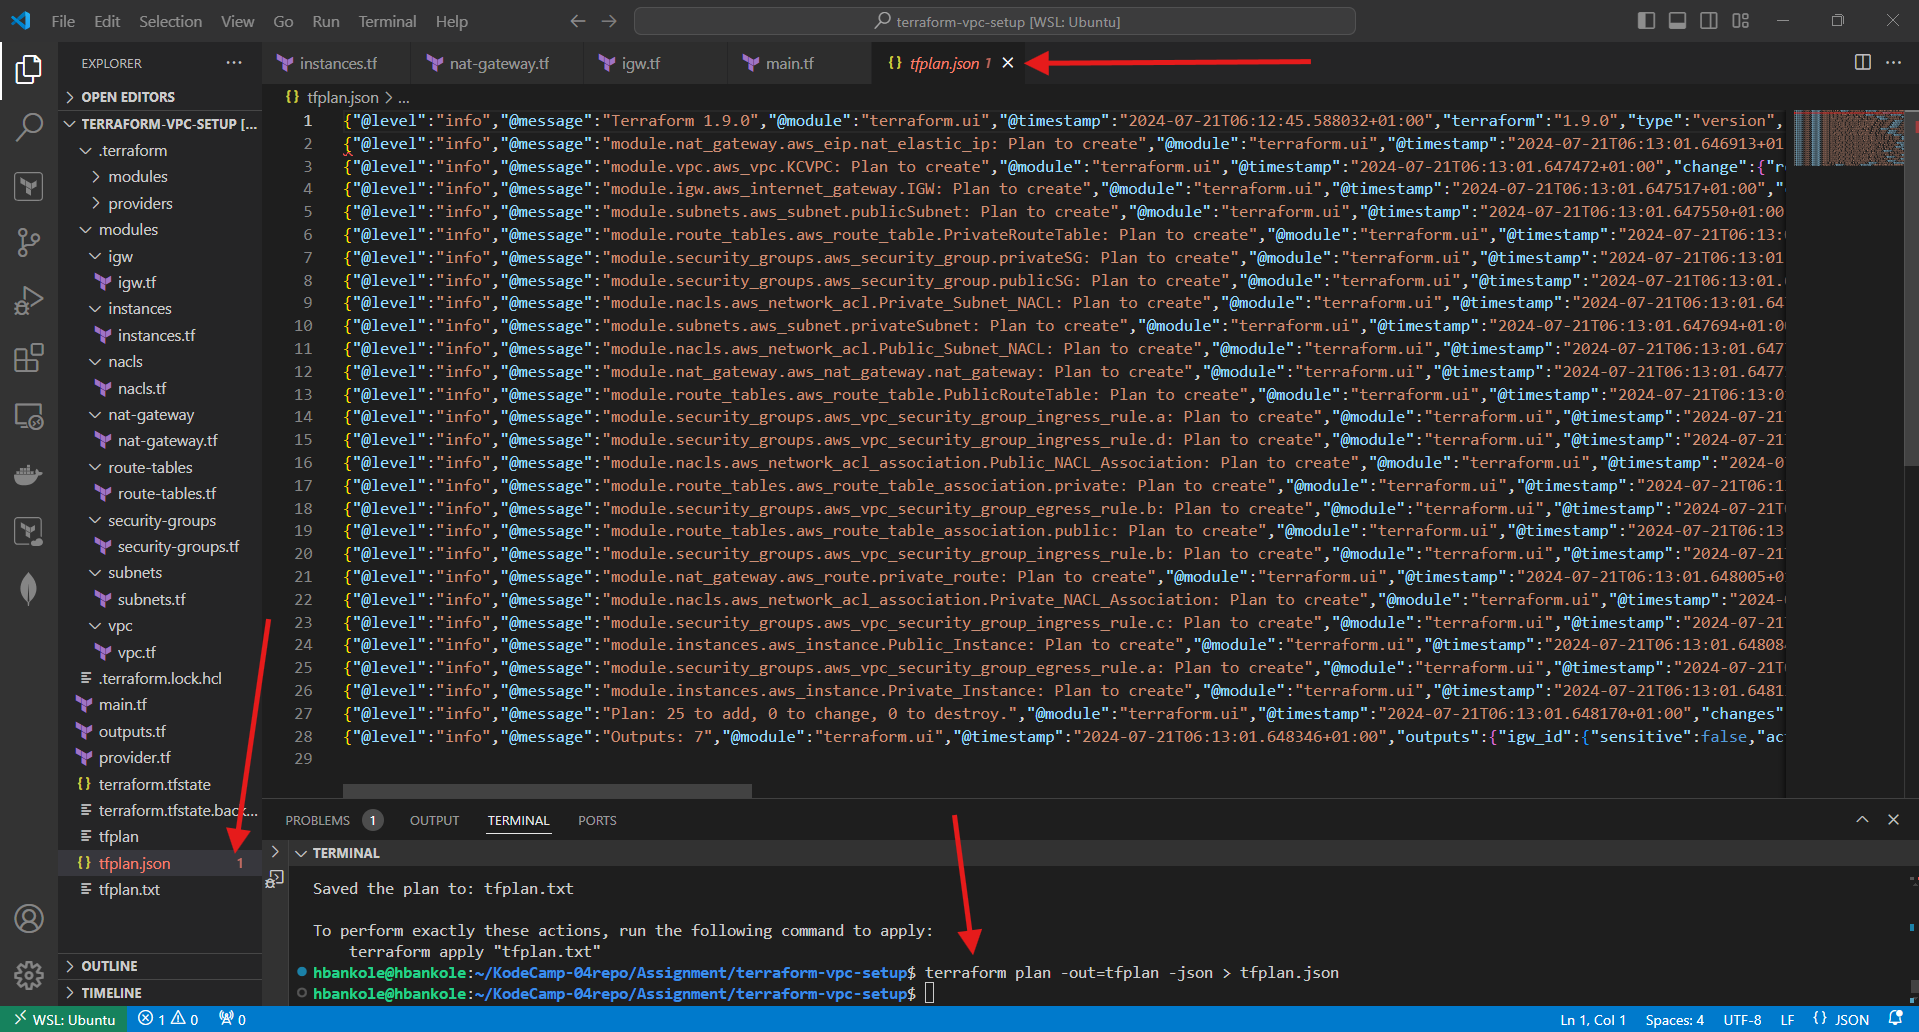 File Edit Selection View Go Run Terminal Help
terraform-vpc-setup [WSL: Ubuntu]
EXPLORER
OPEN EDITORS
TERRAFORM-VPC-SETUP [...
.terraform
modules
providers
modules
igw
igw.tf
instances
instances.tf
nacls
nacls.tf
nat-gateway
nat-gateway.tf
route-tables
route-tables.tf
security-groups
security-groups.tf
subnets
subnets.tf
vpc
vpc.tf
.terraform.lock.hcl
main.tf
outputs.tf
provider.tf
terraform.tfstate
terraform.tfstate.back...
tfplan
tfplan.json 1
tfplan.txt
OUTLINE
TIMELINE
instances.tf nat-gateway.tf igw.tf main.tf {} tfplan.json 1
{} tfplan.json > ...
1 {"@level":"info","@message":"Terraform 1.9.0","@module":"terraform.ui","@timestamp":"2024-07-21T06:12:45.588032+01:00","terraform":"1.9.0","type":"version",
2 {"@level":"info","@message":"module.nat_gateway.aws_eip.nat_elastic_ip: Plan to create","@module":"terraform.ui","@timestamp":"2024-07-21T06:13:01.646913+01
3 {"@level":"info","@message":"module.vpc.aws_vpc.KCVPC: Plan to create","@module":"terraform.ui","@timestamp":"2024-07-21T06:13:01.647472+01:00","change":{"re
4 {"@level":"info","@message":"module.igw.aws_internet_gateway.IGW: Plan to create","@module":"terraform.ui","@timestamp":"2024-07-21T06:13:01.647517+01:00","
5 {"@level":"info","@message":"module.subnets.aws_subnet.publicSubnet: Plan to create","@module":"terraform.ui","@timestamp":"2024-07-21T06:13:01.647550+01:00
6 {"@level":"info","@message":"module.route_tables.aws_route_table.PrivateRouteTable: Plan to create","@module":"terraform.ui","@timestamp":"2024-07-21T06:13:
7 {"@level":"info","@message":"module.security_groups.aws_security_group.privateSG: Plan to create","@module":"terraform.ui","@timestamp":"2024-07-21T06:13:01
8 {"@level":"info","@message":"module.security_groups.aws_security_group.publicSG: Plan to create","@module":"terraform.ui","@timestamp":"2024-07-21T06:13:01.
9 {"@level":"info","@message":"module.nacls.aws_network_acl.Private_Subnet_NACL: Plan to create","@module":"terraform.ui","@timestamp":"2024-07-21T06:13:01.64
10 {"@level":"info","@message":"module.subnets.aws_subnet.privateSubnet: Plan to create","@module":"terraform.ui","@timestamp":"2024-07-21T06:13:01.647694+01:0
11 {"@level":"info","@message":"module.nacls.aws_network_acl.Public_Subnet_NACL: Plan to create","@module":"terraform.ui","@timestamp":"2024-07-21T06:13:01.647
12 {"@level":"info","@message":"module.nat_gateway.aws_nat_gateway.nat_gateway: Plan to create","@module":"terraform.ui","@timestamp":"2024-07-21T06:13:01.6477
13 {"@level":"info","@message":"module.route_tables.aws_route_table.PublicRouteTable: Plan to create","@module":"terraform.ui","@timestamp":"2024-07-21T06:13:0
14 {"@level":"info","@message":"module.security_groups.aws_vpc_security_group_ingress_rule.a: Plan to create","@module":"terraform.ui","@timestamp":"2024-07-21
15 {"@level":"info","@message":"module.security_groups.aws_vpc_security_group_ingress_rule.d: Plan to create","@module":"terraform.ui","@timestamp":"2024-07-21
16 {"@level":"info","@message":"module.nacls.aws_network_acl_association.Public_NACL_Association: Plan to create","@module":"terraform.ui","@timestamp":"2024-0
17 {"@level":"info","@message":"module.route_tables.aws_route_table_association.private: Plan to create","@module":"terraform.ui","@timestamp":"2024-07-21T06:1
18 {"@level":"info","@message":"module.security_groups.aws_vpc_security_group_egress_rule.b: Plan to create","@module":"terraform.ui","@timestamp":"2024-07-21T
19 {"@level":"info","@message":"module.route_tables.aws_route_table_association.public: Plan to create","@module":"terraform.ui","@timestamp":"2024-07-21T06:13
20 {"@level":"info","@message":"module.security_groups.aws_vpc_security_group_ingress_rule.b: Plan to create","@module":"terraform.ui","@timestamp":"2024-07-21
21 {"@level":"info","@message":"module.nat_gateway.aws_route.private_route: Plan to create","@module":"terraform.ui","@timestamp":"2024-07-21T06:13:01.648005+0
22 {"@level":"info","@message":"module.nacls.aws_network_acl_association.Private_NACL_Association: Plan to create","@module":"terraform.ui","@timestamp":"2024-
23 {"@level":"info","@message":"module.security_groups.aws_vpc_security_group_ingress_rule.c: Plan to create","@module":"terraform.ui","@timestamp":"2024-07-21
24 {"@level":"info","@message":"module.instances.aws_instance.Public_Instance: Plan to create","@module":"terraform.ui","@timestamp":"2024-07-21T06:13:01.648084
25 {"@level":"info","@message":"module.security_groups.aws_vpc_security_group_egress_rule.a: Plan to create","@module":"terraform.ui","@timestamp":"2024-07-21T
26 {"@level":"info","@message":"module.instances.aws_instance.Private_Instance: Plan to create","@module":"terraform.ui","@timestamp":"2024-07-21T06:13:01.6481
27 {"@level":"info","@message":"Plan: 25 to add, 0 to change, 0 to destroy.","@module":"terraform.ui","@timestamp":"2024-07-21T06:13:01.648170+01:00","changes"
28 {"@level":"info","@message":"Outputs: 7","@module":"terraform.ui","@timestamp":"2024-07-21T06:13:01.648346+01:00","outputs":{"igw_id":{"sensitive":false,"ac
29
PROBLEMS 1 OUTPUT TERMINAL PORTS
TERMINAL
Saved the plan to: tfplan.txt
To perform exactly these actions, run the following command to apply:
terraform apply "tfplan.txt"
hbankole@hbankole:~/KodeCamp-04repo/Assignment/terraform-vpc-setup$ terraform plan -out=tfplan -json > tfplan.json
hbankole@hbankole:~/KodeCamp-04repo/Assignment/terraform-vpc-setup$
WSL: Ubuntu 1 0 0 Ln 1, Col 1 Spaces: 4 UTF-8 LF {} JSON